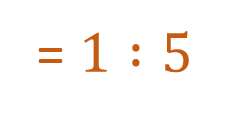 = 1 : 5